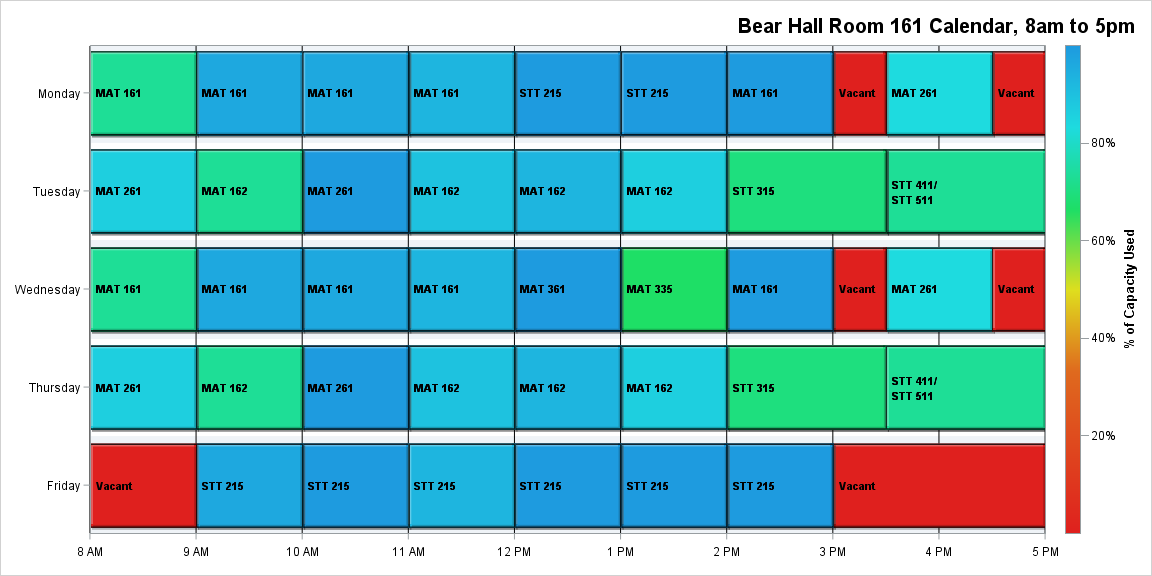 Bear Hall Room 161 Calendar, 8am to 5pm
Monday
MAT 161
MAT 161
MAT 161
MAT 161
STT 215
STT 215
MAT 161
Vacant
MAT 261
Vacant
Tuesday
MAT 261
MAT 162
MAT 261
MAT 162
MAT 162
MAT 162
STT 315
STT 411/
STT 511
Wednesday
MAT 161
MAT 161
MAT 161
MAT 161
MAT 361
MAT 335
MAT 161
Vacant
MAT 261
Vacant
Thursday
MAT 261
MAT 162
MAT 261
MAT 162
MAT 162
MAT 162
STT 315
STT 411/
STT 511
Friday
Vacant
STT 215
STT 215
STT 215
STT 215
STT 215
STT 215
Vacant
8 AM
9 AM
10 AM
11 AM
12 PM
1 PM
2 PM
3 PM
4 PM
5 PM
80%
60%
40%
20%
% of Capacity Used